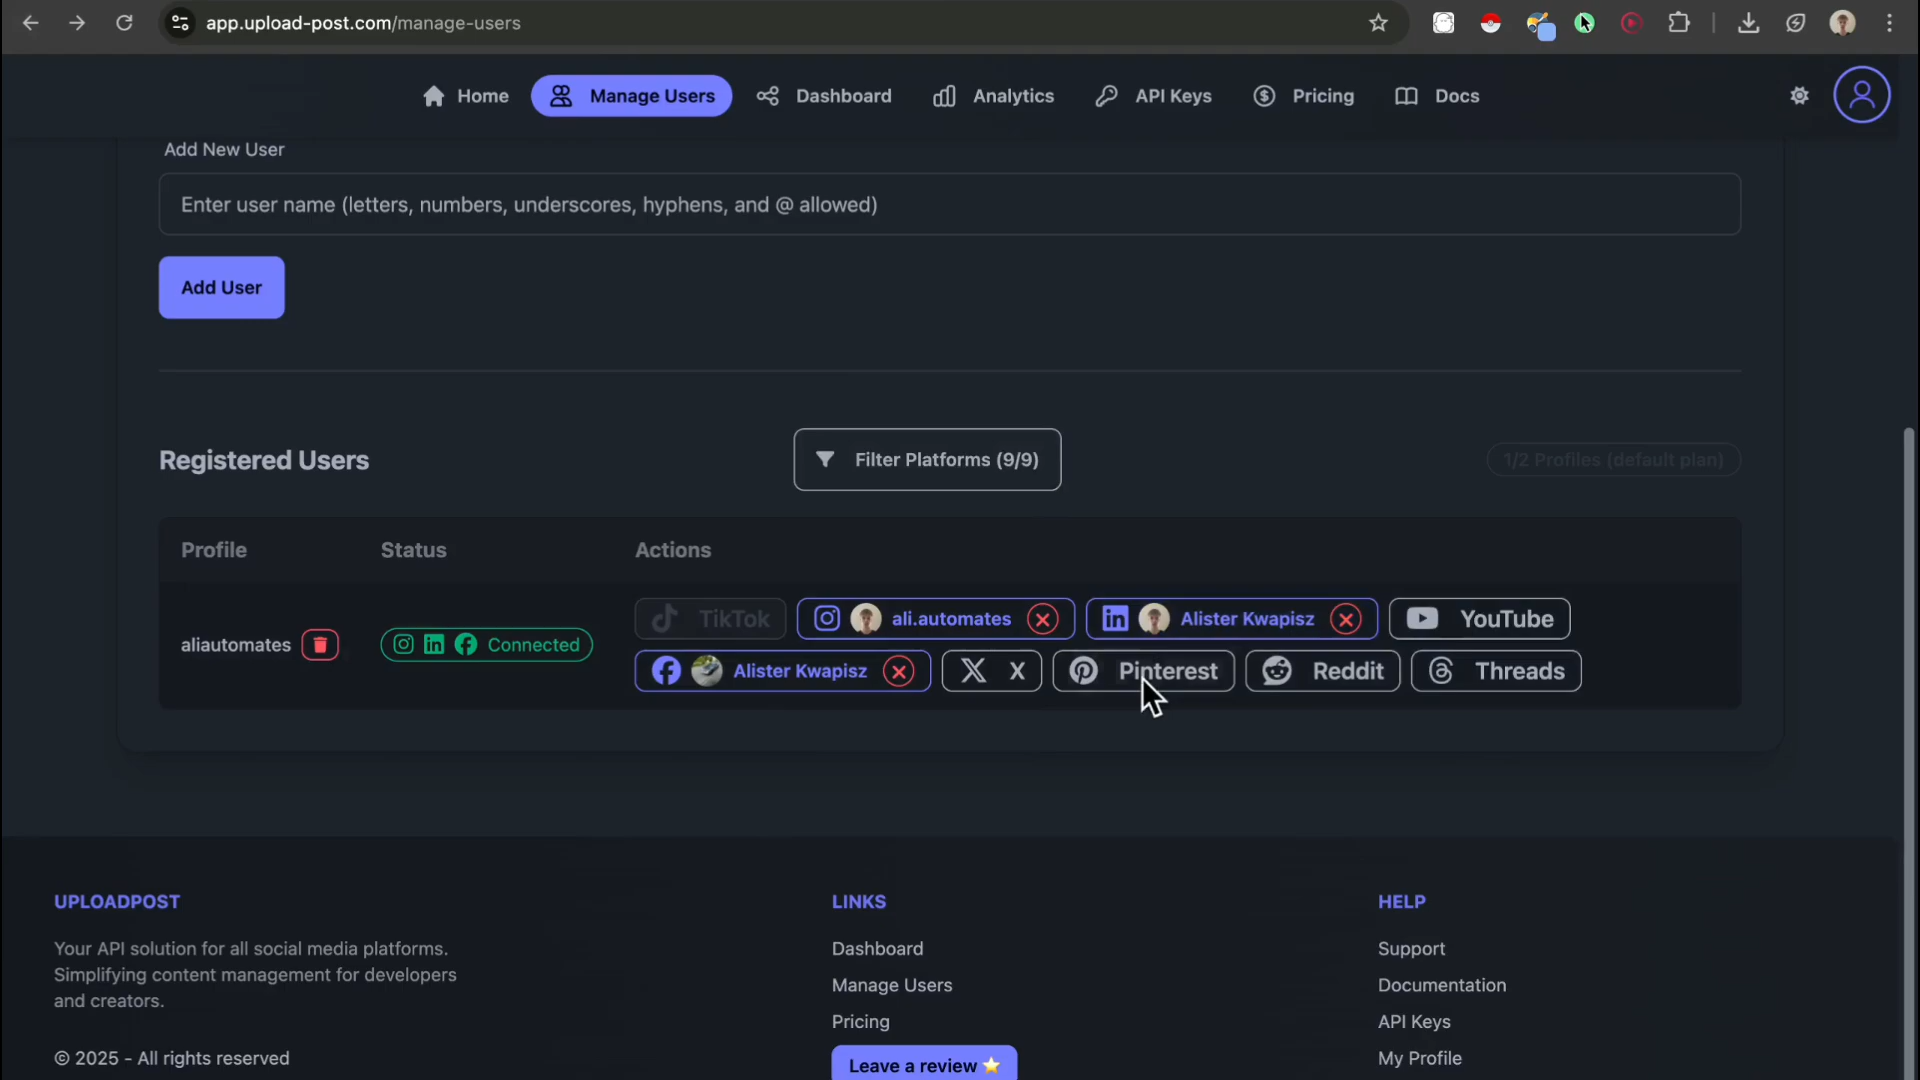 app.upload-post.com/manage-users
Home Manage Users Dashboard Analytics API Keys Pricing Docs
Add New User
Enter user name (letters, numbers, underscores, hyphens, and @ allowed)
Add User
Registered Users
Filter Platforms (9/9)
1/2 Profiles (default plan)
Profile Status Actions
aliautomates Connected
TikTok ali.automates Alister Kwapisz YouTube
Alister Kwapisz X Pinterest Reddit Threads
UPLOADPOST
Your API solution for all social media platforms.
Simplifying content management for developers
and creators.
© 2025 - All rights reserved
LINKS
Dashboard
Manage Users
Pricing
Leave a review ⭐
HELP
Support
Documentation
API Keys
My Profile